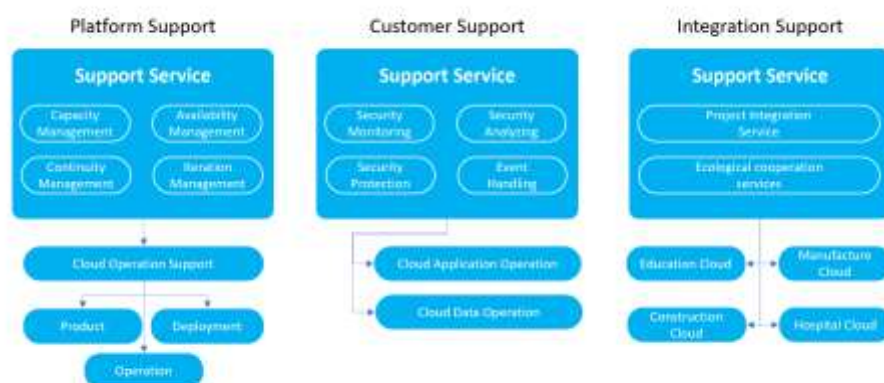 Platform Support
Support Service
Capacity
Management
Availability
Management
Continuity
Management
Iteration
Management
Cloud Operation Support
Product
Deployment
Operation
Customer Support
Support Service
Security
Monitoring
Security
Analyzing
Security
Protection
Event
Handling
Cloud Application Operation
Cloud Data Operation
Integration Support
Support Service
Project Integration
Service
Ecological cooperation
services
Education Cloud
Manufacture
Cloud
Construction
Cloud
Hospital Cloud